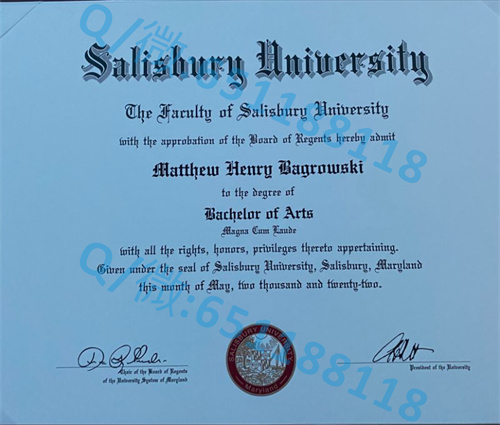 Salisbury University
The Faculty of Salisbury University
with the approbation of the Board of Regents hereby admit
Matthew Henry Bagrowski
to the degree of
Bachelor of Arts
Magna Cum Laude
with all the rights, honors, privileges thereto appertaining.
Given under the seal of Salisbury University, Salisbury, Maryland
this month of May, two thousand and twenty-two.
Chair of the Board of Regents
of the University System of Maryland
SALISBURY UNIVERSITY
Maryland
President of the University
Q/微:651188118
Q/微:651188118